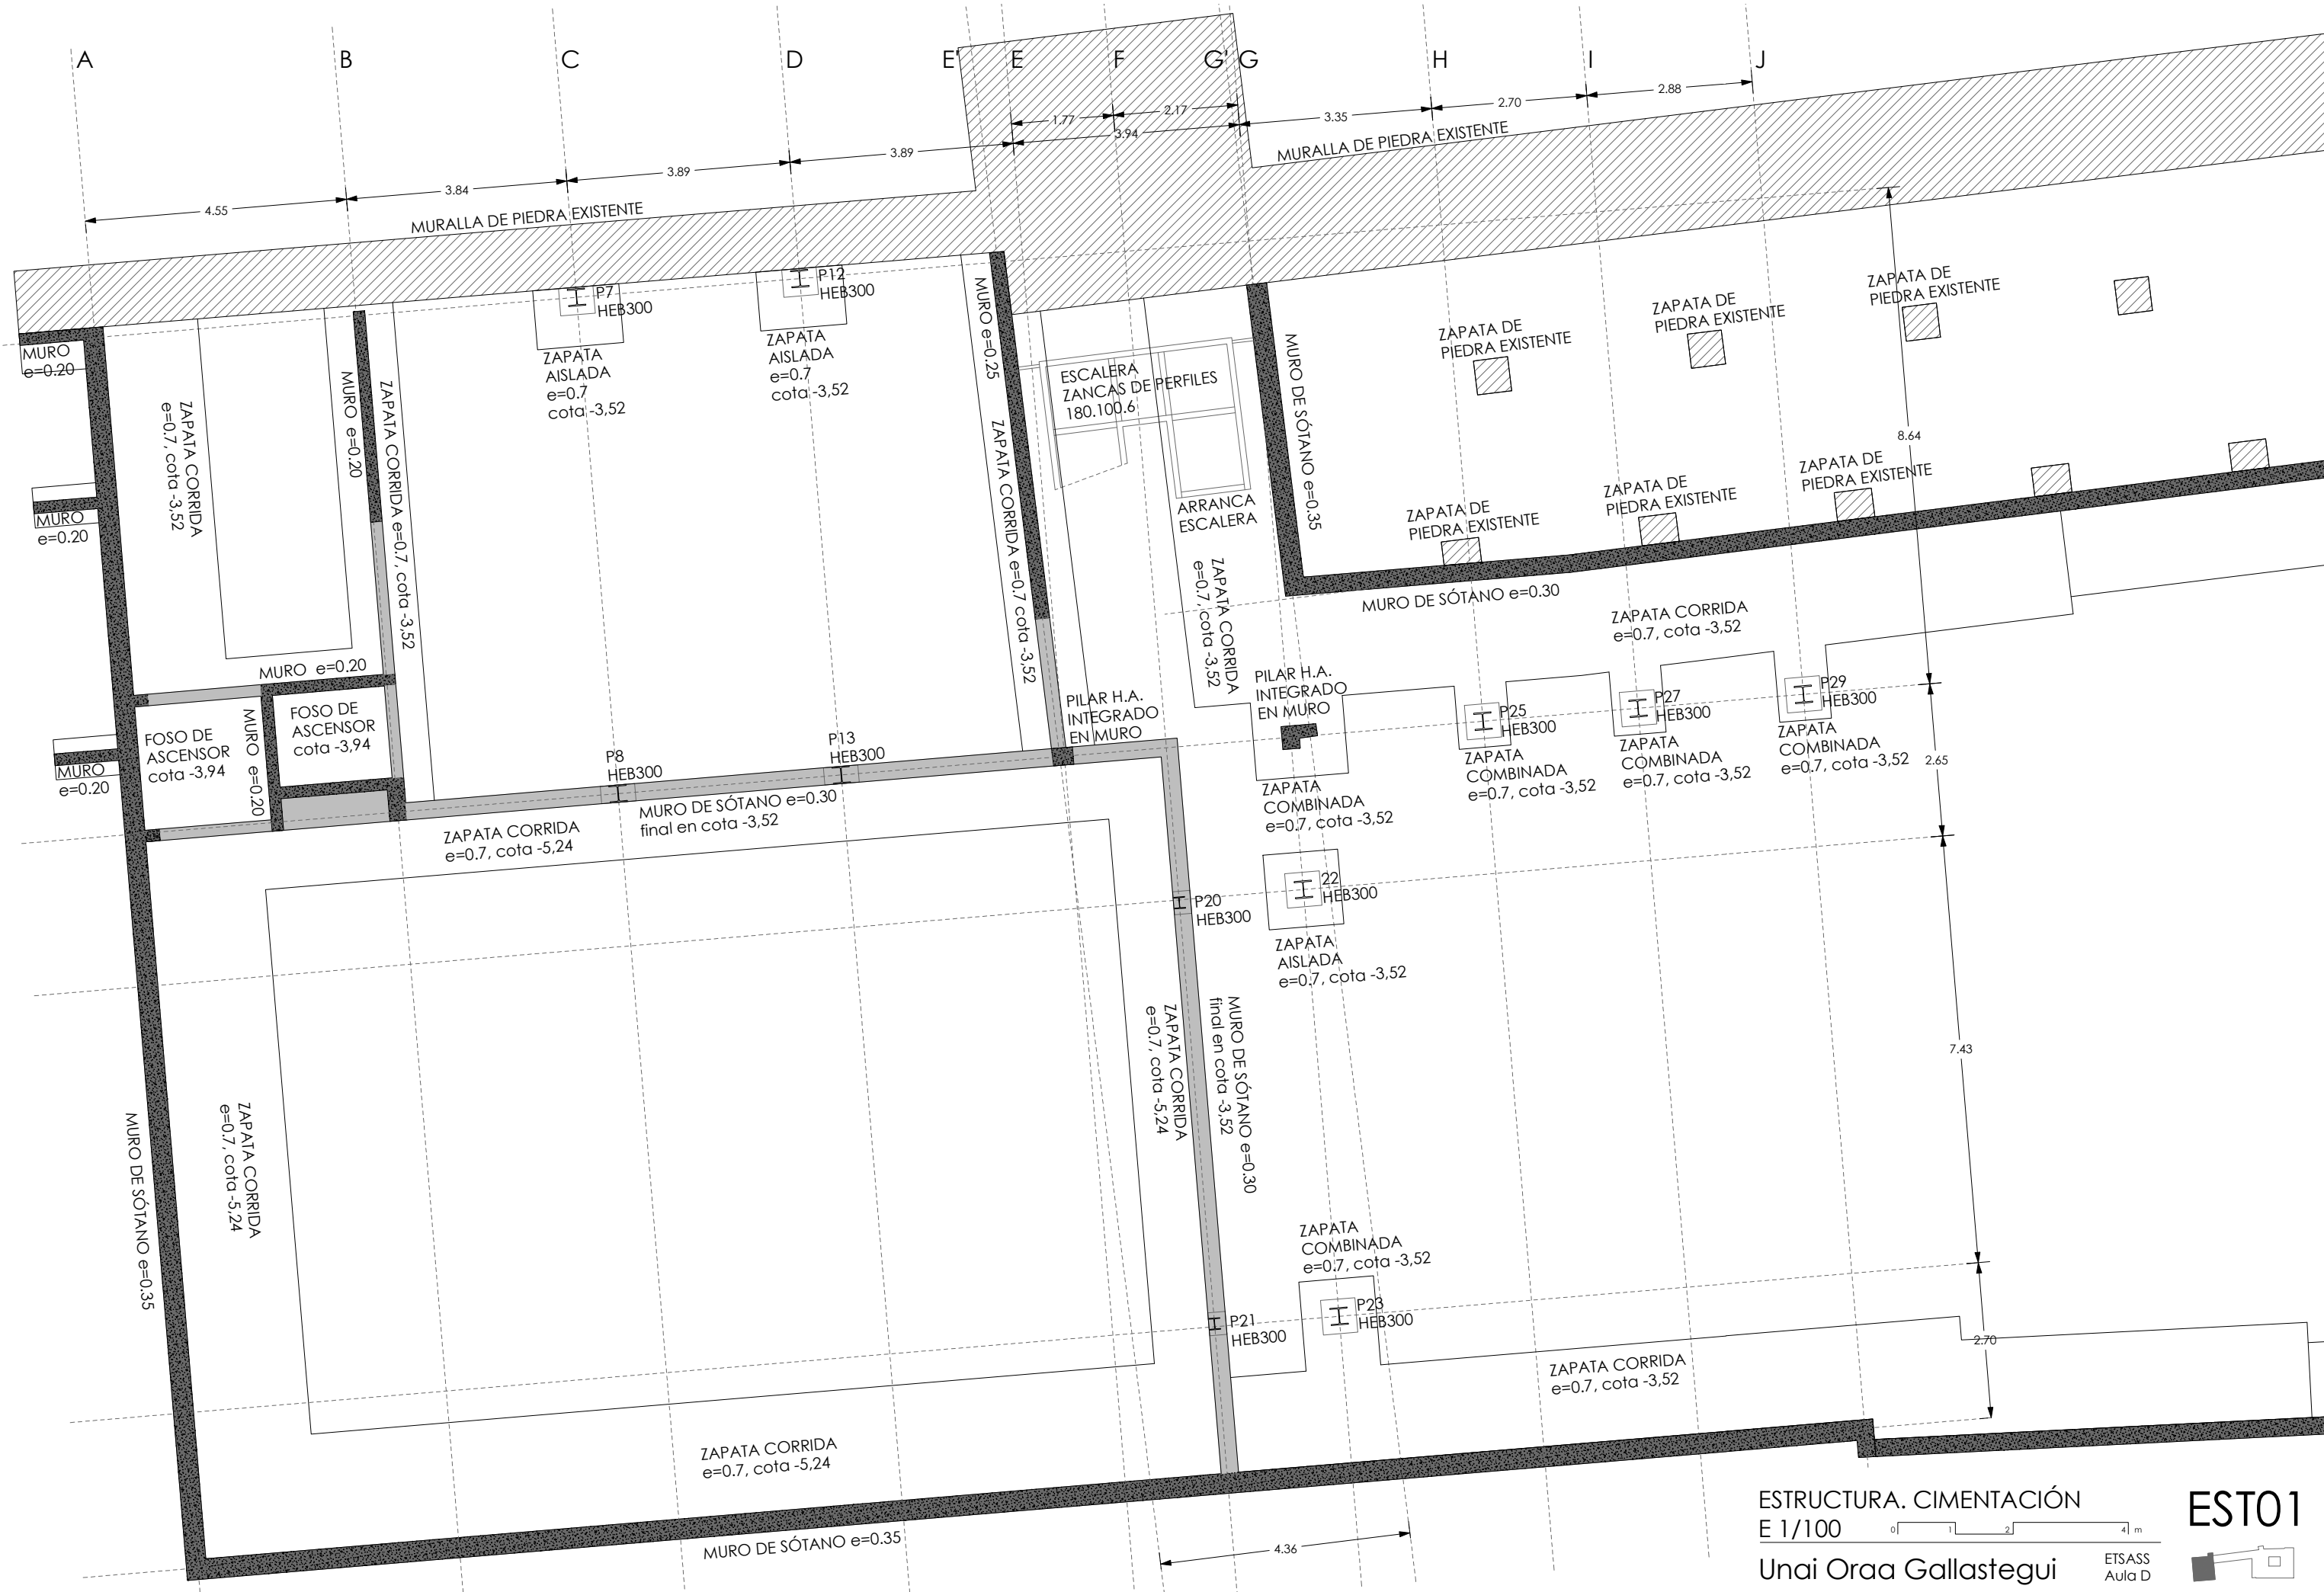 A
B
C
D
E'
E
F
G'
G
H
I
J
4.55
3.84
3.89
3.89
1.77
2.17
3.94
3.35
2.70
2.88
MURALLA DE PIEDRA EXISTENTE
MURALLA DE PIEDRA EXISTENTE
MURO
e=0.20
MURO
e=0.20
MURO
e=0.20
ZAPATA CORRIDA
e=0.7, cota -3,52
MURO e=0.20
ZAPATA CORRIDA e=0.7, cota -3,52
P7
HEB300
ZAPATA
AISLADA
e=0.7
cota -3,52
P12
HEB300
ZAPATA
AISLADA
e=0.7
cota -3,52
MURO e=0.25
ZAPATA CORRIDA e=0.7 cota -3,52
ESCALERA
ZANCAS DE PERFILES
180.100.6
ARRANCA
ESCALERA
MURO DE SÓTANO e=0.35
ZAPATA CORRIDA
e=0.7, cota -3,52
ZAPATA DE
PIEDRA EXISTENTE
ZAPATA DE
PIEDRA EXISTENTE
ZAPATA DE
PIEDRA EXISTENTE
ZAPATA DE
PIEDRA EXISTENTE
ZAPATA DE
PIEDRA EXISTENTE
ZAPATA DE
PIEDRA EXISTENTE
8.64
MURO DE SÓTANO e=0.30
ZAPATA CORRIDA
e=0.7, cota -3,52
MURO e=0.20
FOSO DE
ASCENSOR
cota -3,94
MURO e=0.20
FOSO DE
ASCENSOR
cota -3,94
P8
HEB300
P13
HEB300
PILAR H.A.
INTEGRADO
EN MURO
PILAR H.A.
INTEGRADO
EN MURO
P25
HEB300
P27
HEB300
P29
HEB300
ZAPATA
COMBINADA
e=0.7, cota -3,52
ZAPATA
COMBINADA
e=0.7, cota -3,52
ZAPATA
COMBINADA
e=0.7, cota -3,52
ZAPATA
COMBINADA
e=0.7, cota -3,52
2.65
MURO DE SÓTANO e=0.30
final en cota -3,52
ZAPATA CORRIDA
e=0.7, cota -5,24
P20
HEB300
22
HEB300
ZAPATA
AISLADA
e=0.7, cota -3,52
ZAPATA CORRIDA
e=0.7, cota -5,24
MURO DE SÓTANO e=0.30
final en cota -3,52
7.43
ZAPATA CORRIDA
e=0.7, cota -5,24
MURO DE SÓTANO e=0.35
ZAPATA
COMBINADA
e=0.7, cota -3,52
P21
HEB300
P23
HEB300
2.70
ZAPATA CORRIDA
e=0.7, cota -3,52
ZAPATA CORRIDA
e=0.7, cota -5,24
MURO DE SÓTANO e=0.35
4.36
ESTRUCTURA. CIMENTACIÓN
E 1/100
0 1 2 4 m
EST01
Unai Oraa Gallastegui
ETSASS
Aula D